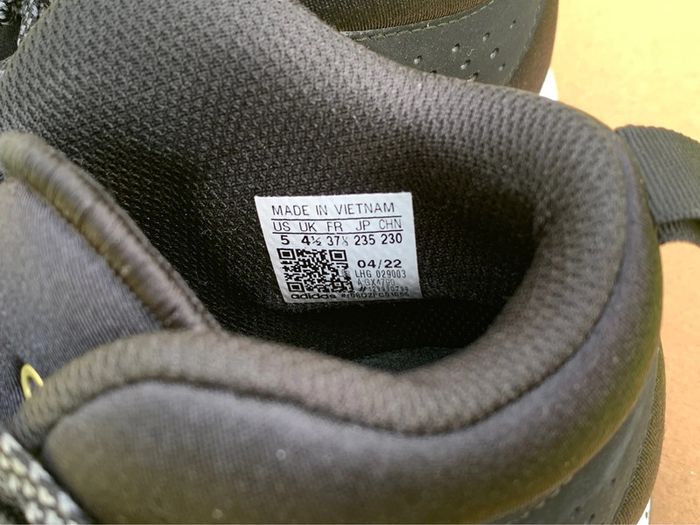 MADE IN VIETNAM
US UK FR JP CHN
5 4½ 37⅓ 235 230
04/22
LHG 029003
adidas